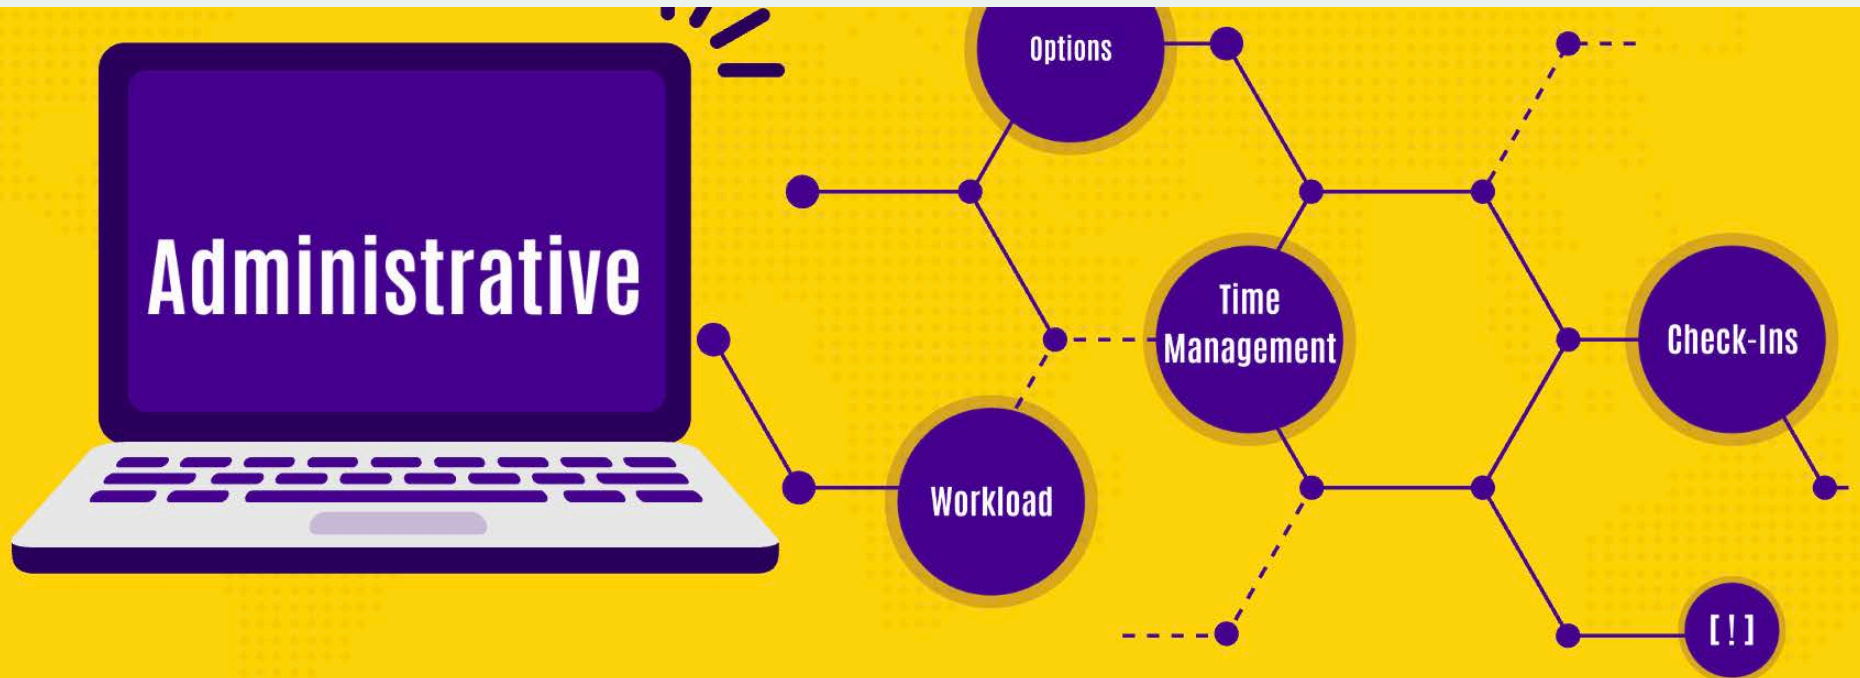 Administrative
Options
Time
Management
Check-Ins
Workload
[!]